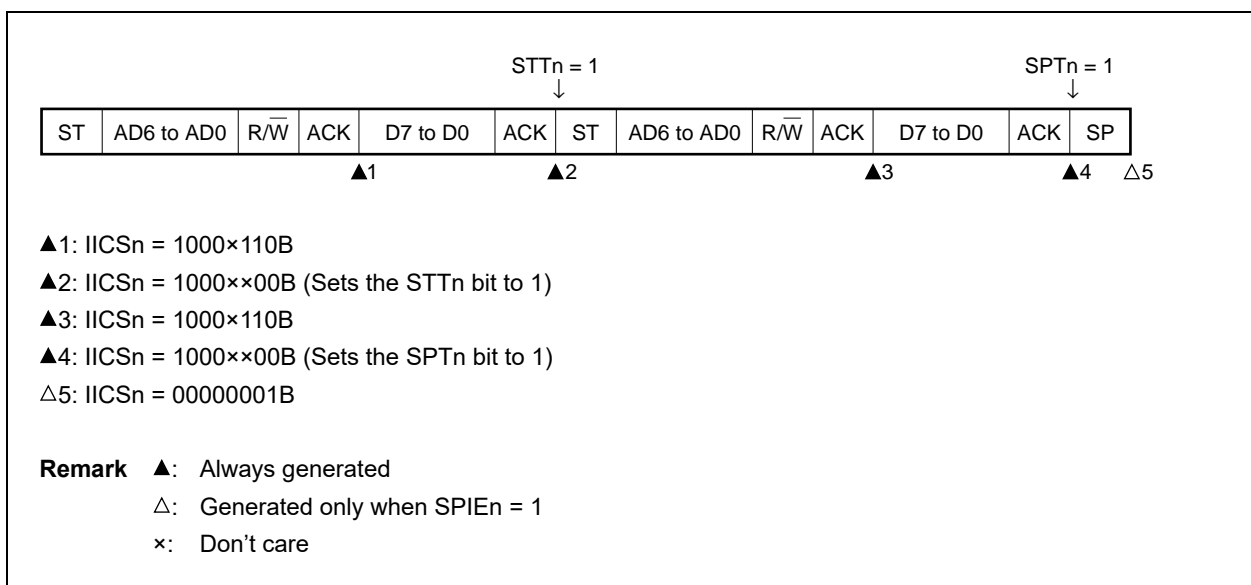 STTn = 1 SPTn = 1
↓ ↓
ST AD6 to AD0 R/W̅ ACK D7 to D0 ACK ST AD6 to AD0 R/W̅ ACK D7 to D0 ACK SP
▲1 ▲2 ▲3 ▲4 △5
▲1: IICSn = 1000×110B
▲2: IICSn = 1000××00B (Sets the STTn bit to 1)
▲3: IICSn = 1000×110B
▲4: IICSn = 1000××00B (Sets the SPTn bit to 1)
△5: IICSn = 00000001B
Remark ▲: Always generated
△: Generated only when SPIEn = 1
×: Don’t care